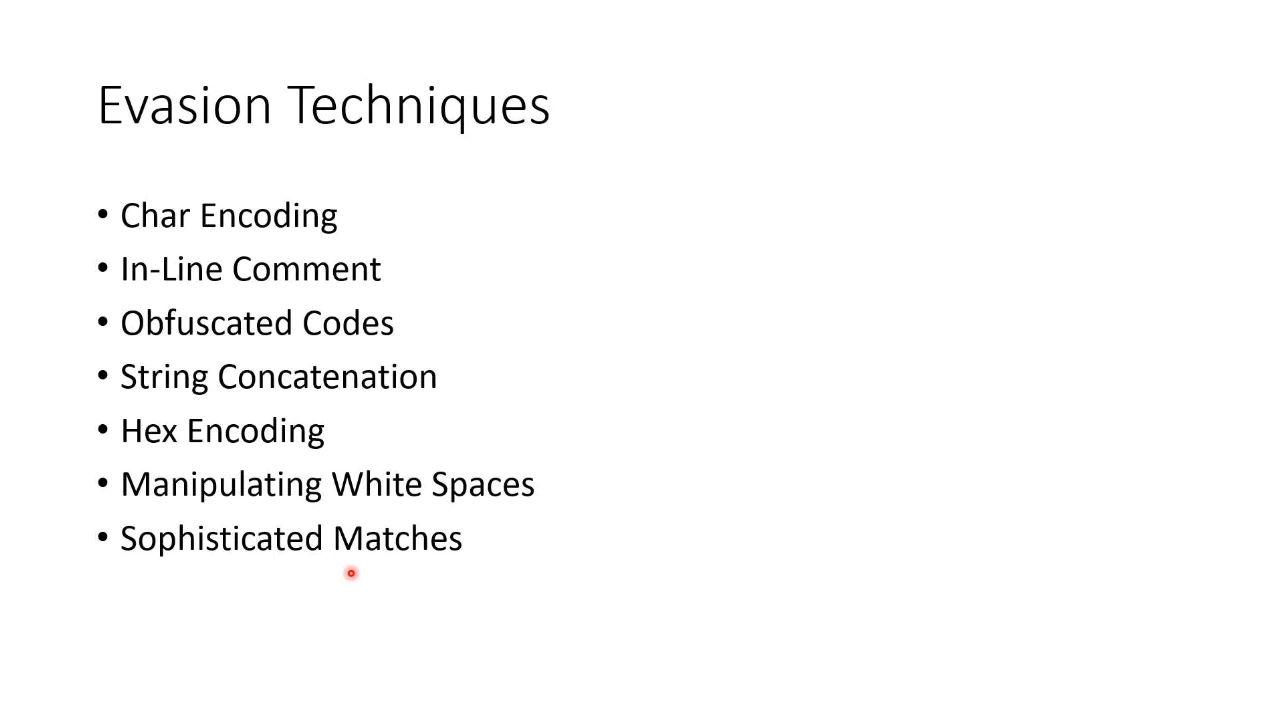 Evasion Techniques
• Char Encoding
• In-Line Comment
• Obfuscated Codes
• String Concatenation
• Hex Encoding
• Manipulating White Spaces
• Sophisticated Matches